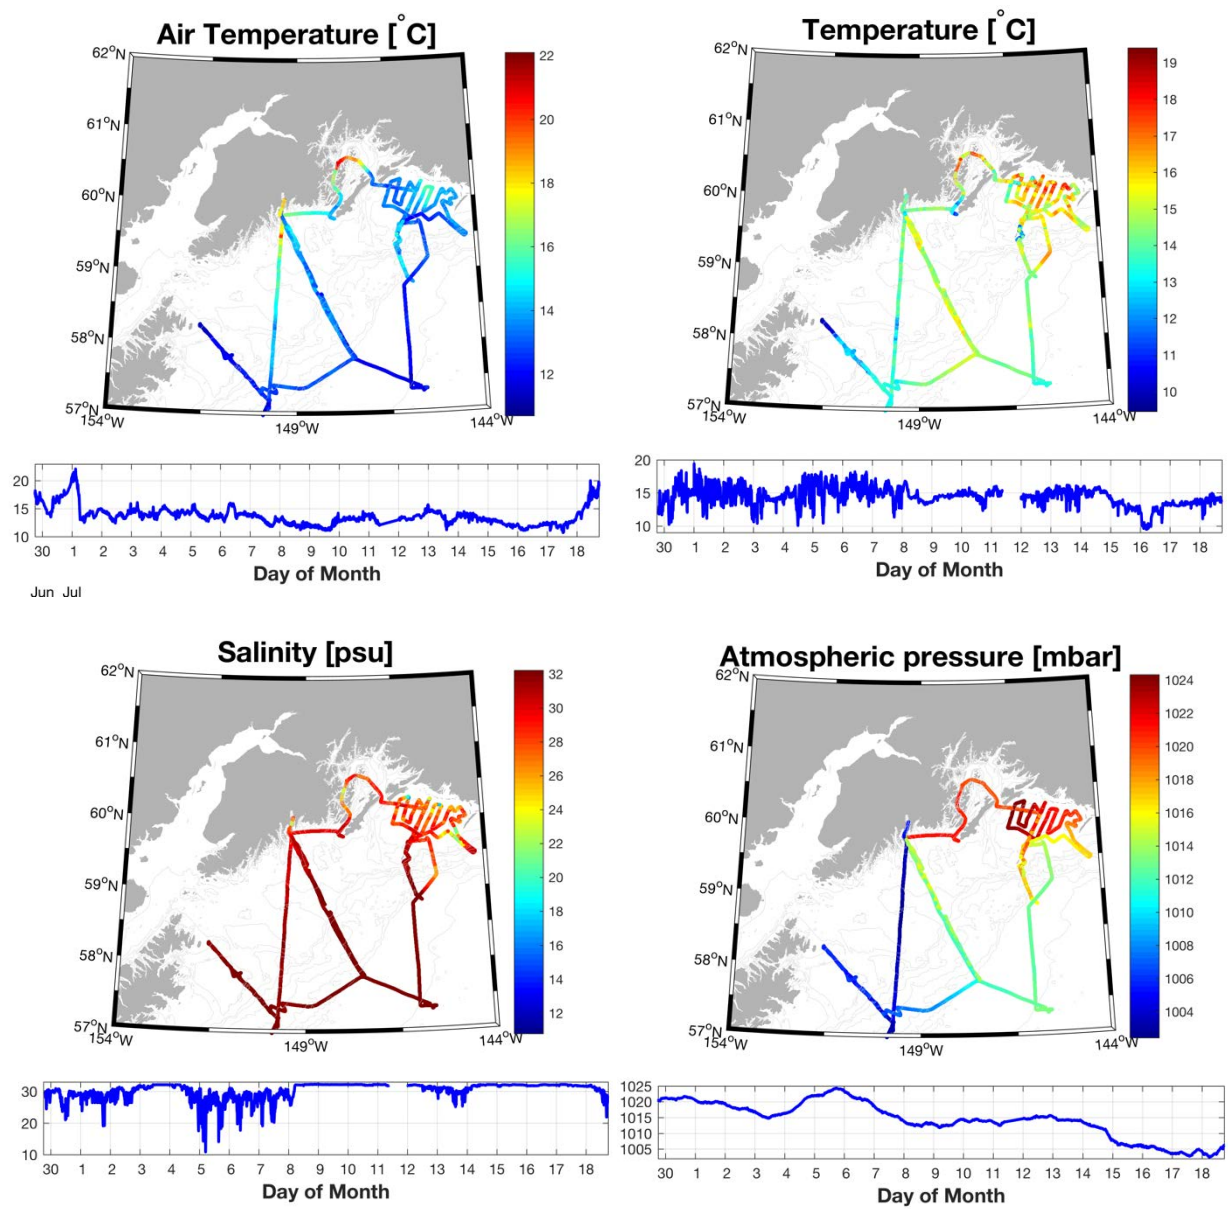 Air Temperature [°C]
62°N
61°N
60°N
59°N
58°N
57°N
154°W
149°W
144°W
22
20
18
16
14
12
20
15
10
30 1 2 3 4 5 6 7 8 9 10 11 12 13 14 15 16 17 18
Day of Month
Jun Jul
Temperature [°C]
62°N
61°N
60°N
59°N
58°N
57°N
154°W
149°W
144°W
19
18
17
16
15
14
13
12
11
10
20
15
10
30 1 2 3 4 5 6 7 8 9 10 11 12 13 14 15 16 17 18
Day of Month
Salinity [psu]
62°N
61°N
60°N
59°N
58°N
57°N
154°W
149°W
144°W
32
30
28
26
24
22
20
18
16
14
12
30
20
10
30 1 2 3 4 5 6 7 8 9 10 11 12 13 14 15 16 17 18
Day of Month
Atmospheric pressure [mbar]
62°N
61°N
60°N
59°N
58°N
57°N
154°W
149°W
144°W
1024
1022
1020
1018
1016
1014
1012
1010
1008
1006
1004
1025
1020
1015
1010
1005
30 1 2 3 4 5 6 7 8 9 10 11 12 13 14 15 16 17 18
Day of Month